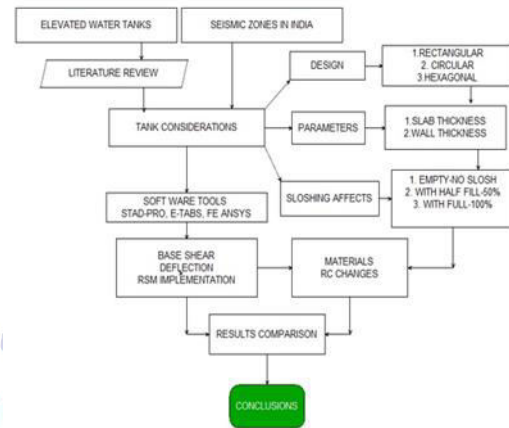 ELEVATED WATER TANKS
SEISMIC ZONES IN INDIA
LITERATURE REVIEW
DESIGN
1.RECTANGULAR
2. CIRCULAR
3.HEXAGONAL
TANK CONSIDERATIONS
PARAMETERS
1.SLAB THICKNESS
2.WALL THICKNESS
SLOSHING AFFECTS
1. EMPTY-NO SLOSH
2. WITH HALF FILL-50%
3. WITH FULL-100%
SOFT WARE TOOLS
STAD-PRO, E-TABS, FE ANSYS
BASE SHEAR
DEFLECTION
RSM IMPLEMENTATION
MATERIALS
RC CHANGES
RESULTS COMPARISON
CONCLUSIONS